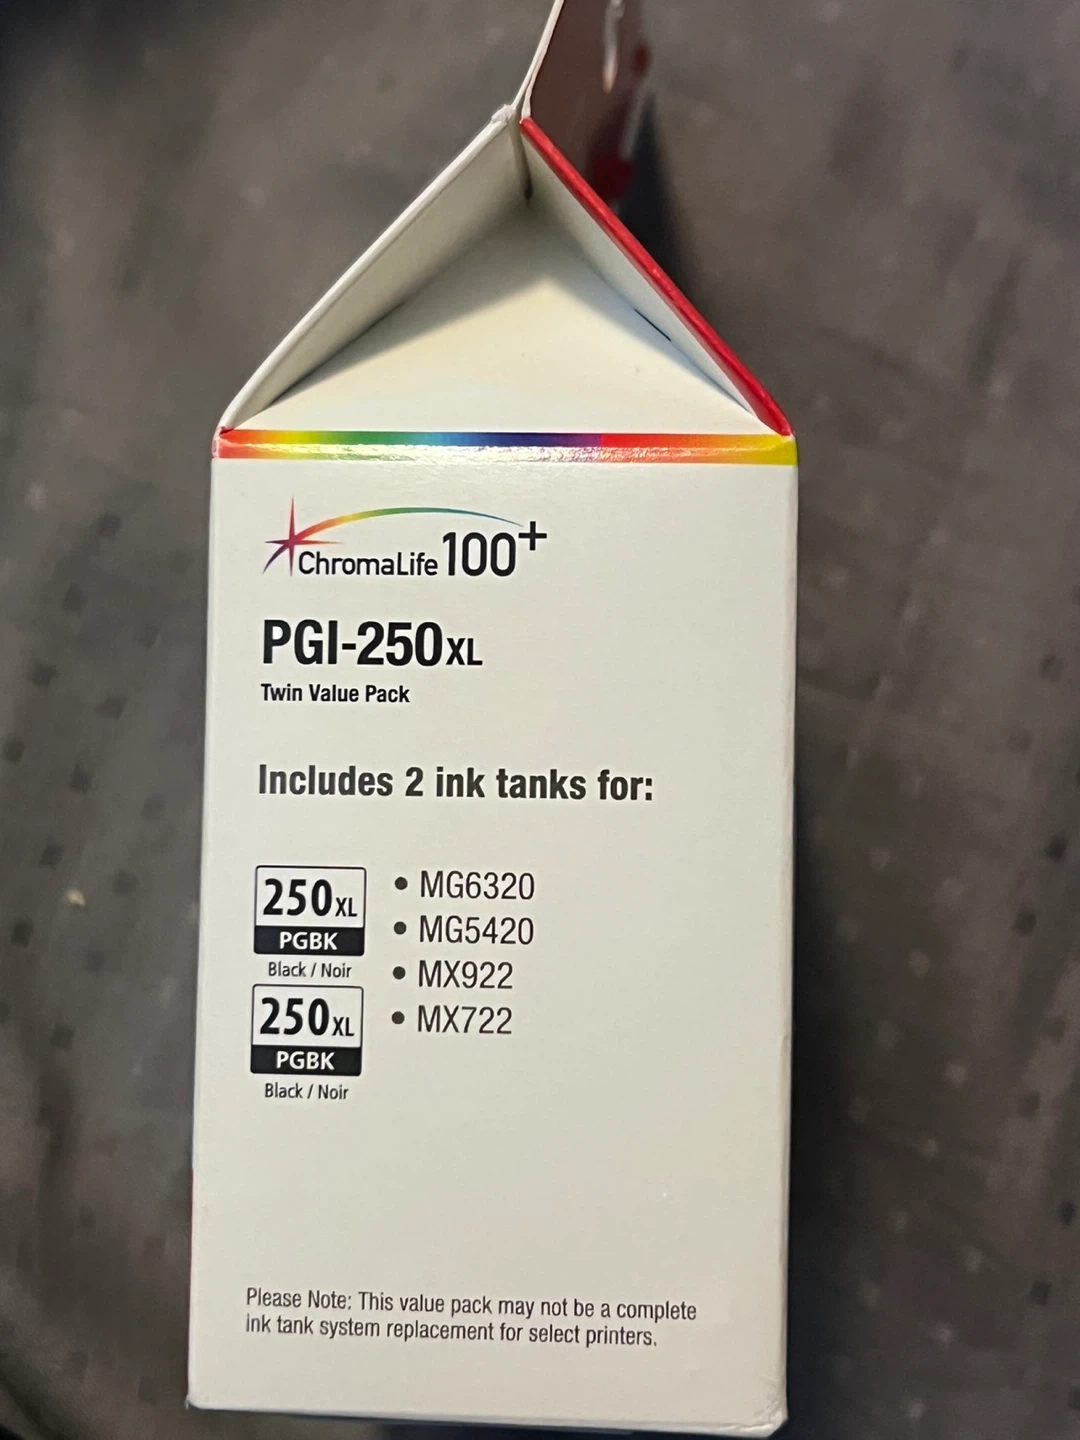 ChromaLife 100+
PGI-250XL
Twin Value Pack
Includes 2 ink tanks for:
250XL
PGBK
Black / Noir
250XL
PGBK
Black / Noir
• MG6320
• MG5420
• MX922
• MX722
Please Note: This value pack may not be a complete
ink tank system replacement for select printers.